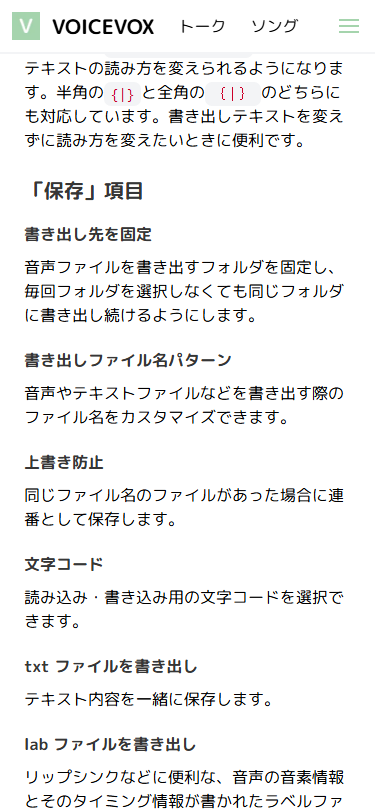 V VOICEVOX トーク ソング
テキストの読み方を変えられるようになりま
す。半角の {|} と全角の ｛｜｝ のどちらに
も対応しています。書き出しテキストを変え
ずに読み方を変えたいときに便利です。
「保存」項目
書き出し先を固定
音声ファイルを書き出すフォルダを固定し、
毎回フォルダを選択しなくても同じフォルダ
に書き出し続けるようにします。
書き出しファイル名パターン
音声やテキストファイルなどを書き出す際の
ファイル名をカスタマイズできます。
上書き防止
同じファイル名のファイルがあった場合に連
番として保存します。
文字コード
読み込み・書き込み用の文字コードを選択で
きます。
txt ファイルを書き出し
テキスト内容を一緒に保存します。
lab ファイルを書き出し
リップシンクなどに便利な、音声の音素情報
とそのタイミング情報が書かれたラベルファ